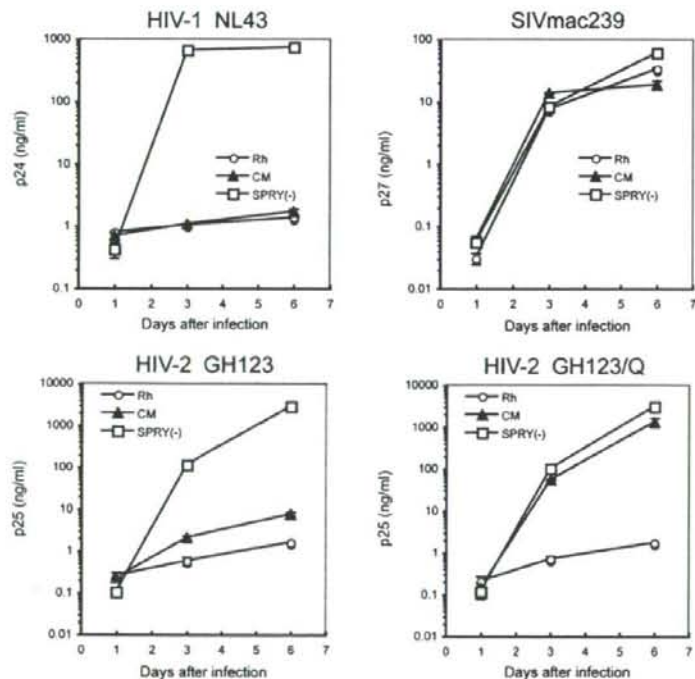 HIV-1 NL43
1000
100
10
1
0.1
p24 (ng/ml)
Rh
CM
SPRY(-)
0 1 2 3 4 5 6 7
Days after infection
SIVmac239
100
10
1
0.1
0.01
p27 (ng/ml)
Rh
CM
SPRY(-)
0 1 2 3 4 5 6 7
Days after infection
HIV-2 GH123
10000
1000
100
10
1
0.1
0.01
p25 (ng/ml)
Rh
CM
SPRY(-)
0 1 2 3 4 5 6 7
Days after infection
HIV-2 GH123/Q
10000
1000
100
10
1
0.1
0.01
p25 (ng/ml)
Rh
CM
SPRY(-)
0 1 2 3 4 5 6 7
Days after infection